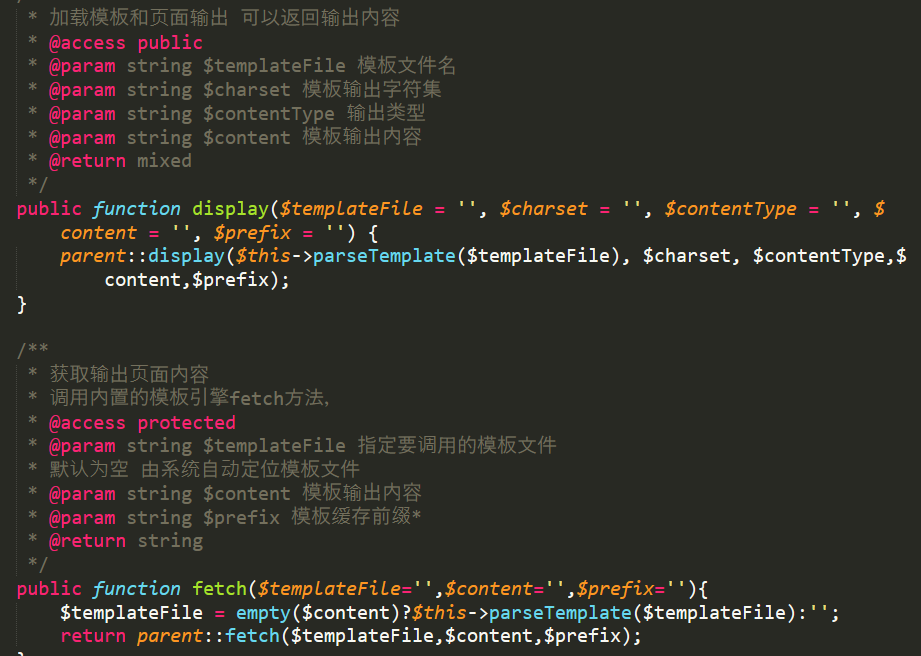 * 加载模板和页面输出 可以返回输出内容
* @access public
* @param string $templateFile 模板文件名
* @param string $charset 模板输出字符集
* @param string $contentType 输出类型
* @param string $content 模板输出内容
* @return mixed
*/
public function display($templateFile = '', $charset = '', $contentType = '', $
content = '', $prefix = '') {
parent::display($this->parseTemplate($templateFile), $charset, $contentType,$
content,$prefix);
}
/**
* 获取输出页面内容
* 调用内置的模板引擎fetch方法,
* @access protected
* @param string $templateFile 指定要调用的模板文件
* 默认为空 由系统自动定位模板文件
* @param string $content 模板输出内容
* @param string $prefix 模板缓存前缀*
* @return string
*/
public function fetch($templateFile='',$content='',$prefix=''){
$templateFile = empty($content)?$this->parseTemplate($templateFile):'';
return parent::fetch($templateFile,$content,$prefix);